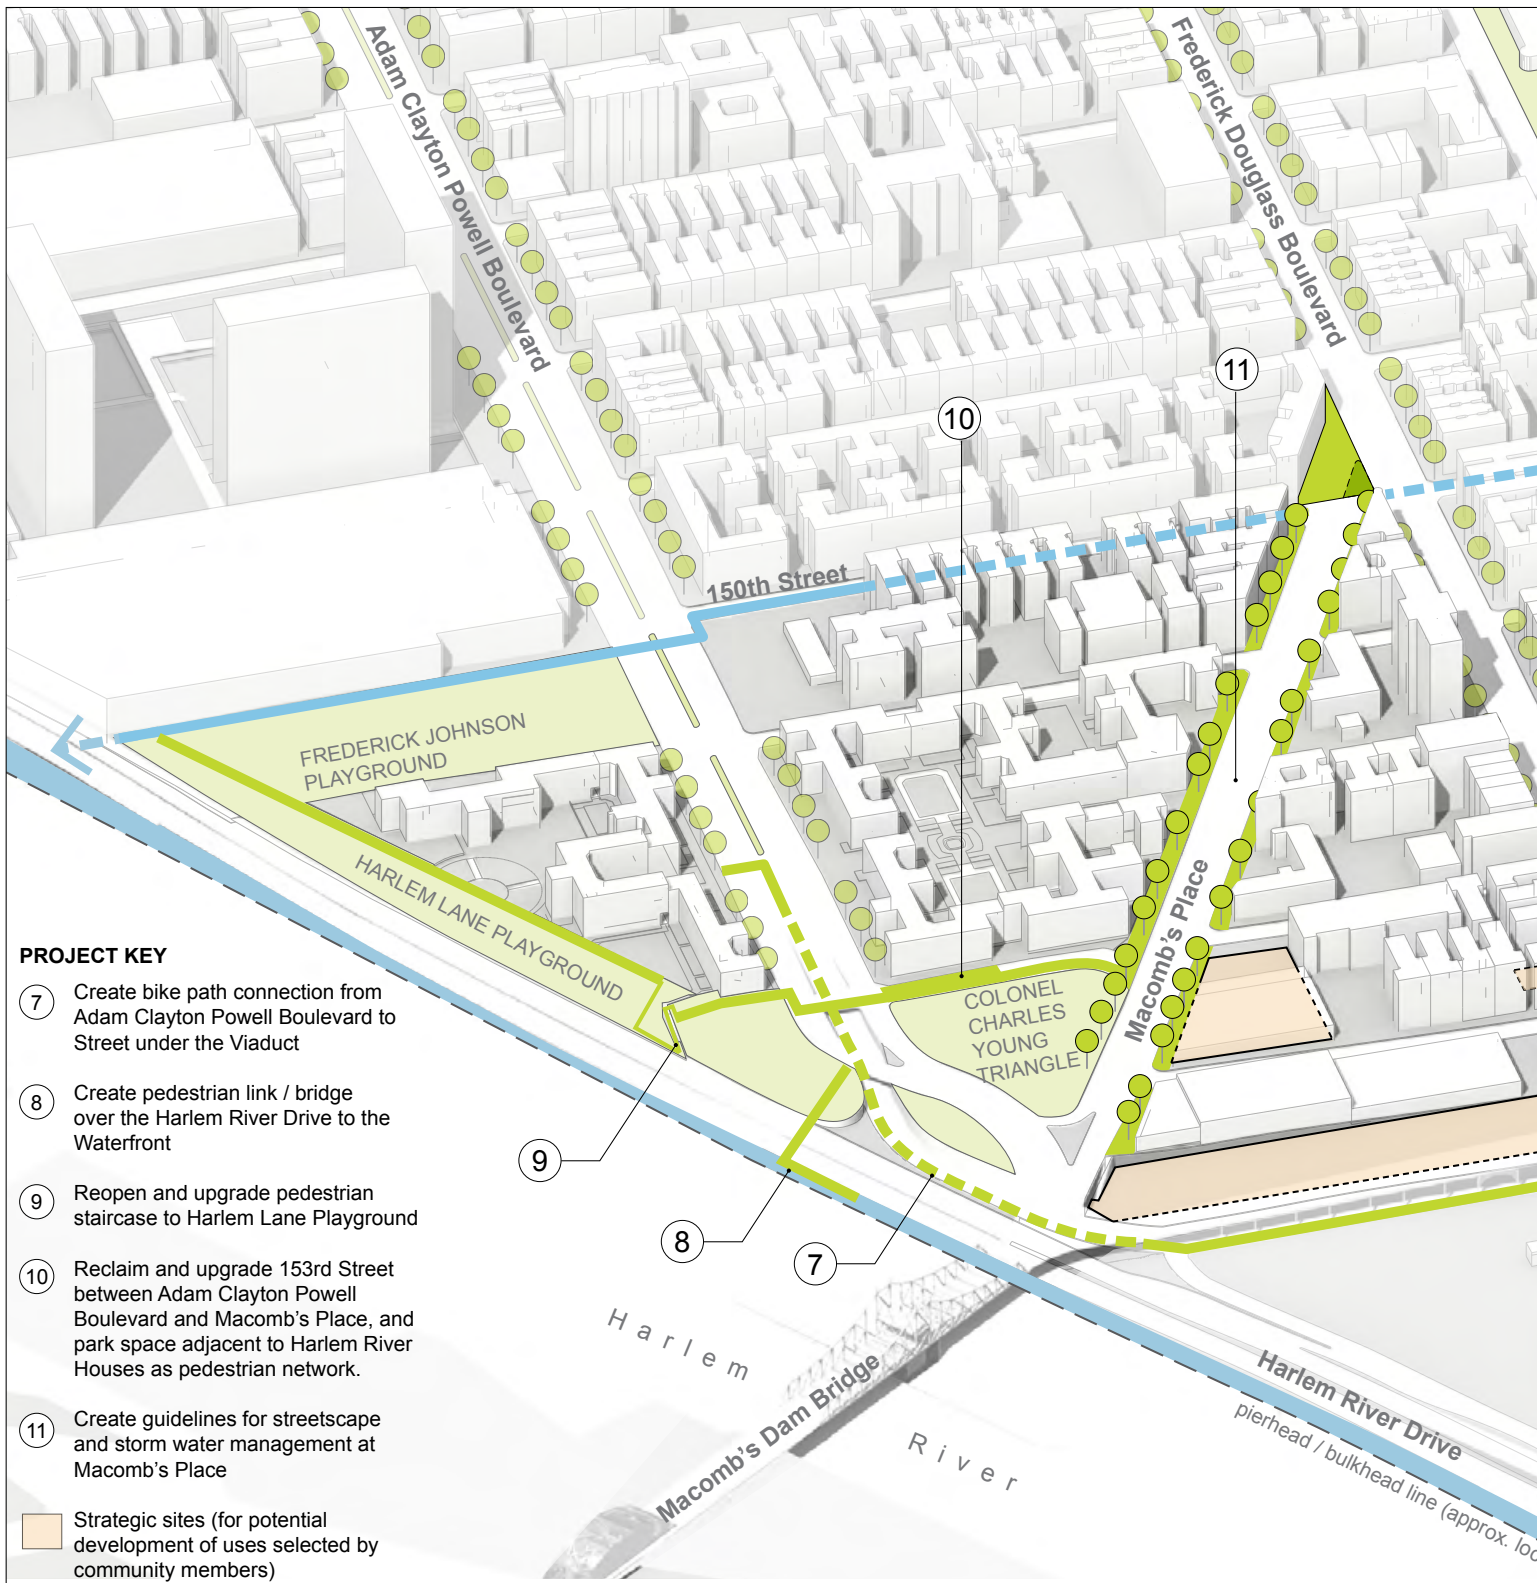 Adam Clayton Powell Boulevard
Frederick Douglass Boulevard
11
10
150th Street
FREDERICK JOHNSON
PLAYGROUND
HARLEM LANE PLAYGROUND
Macomb's Place
COLONEL
CHARLES
YOUNG
TRIANGLE
9
8
7
Harlem
River
Macomb's Dam Bridge
Harlem River Drive
pierhead / bulkhead line (approx. loc
PROJECT KEY
7 Create bike path connection from
Adam Clayton Powell Boulevard to
Street under the Viaduct
8 Create pedestrian link / bridge
over the Harlem River Drive to the
Waterfront
9 Reopen and upgrade pedestrian
staircase to Harlem Lane Playground
10 Reclaim and upgrade 153rd Street
between Adam Clayton Powell
Boulevard and Macomb's Place, and
park space adjacent to Harlem River
Houses as pedestrian network.
11 Create guidelines for streetscape
and storm water management at
Macomb's Place
Strategic sites (for potential
development of uses selected by
community members)